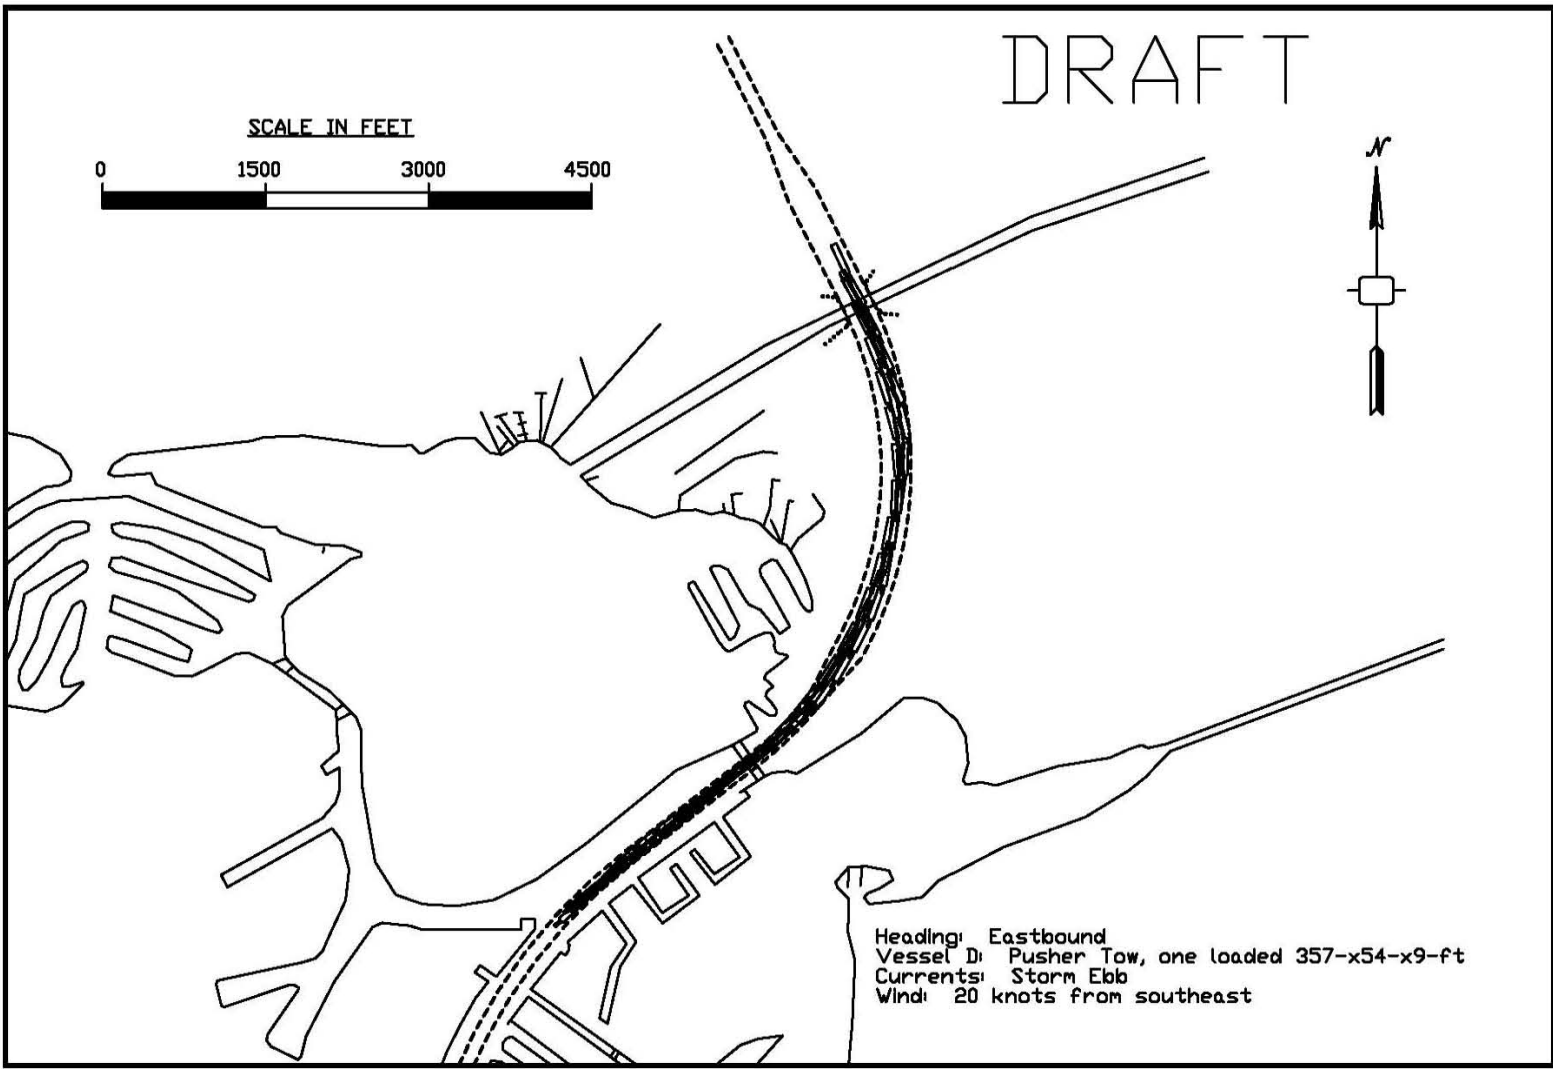 DRAFT
SCALE IN FEET
0 1500 3000 4500
N
Heading: Eastbound
Vessel D: Pusher Tow, one loaded 357-x54-x9-ft
Currents: Storm Ebb
Wind: 20 knots from southeast